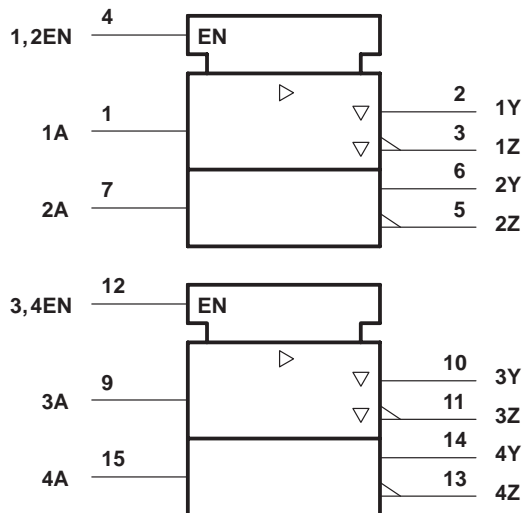 4
1,2EN EN
1 2 1Y
1A 3 1Z
7 6 2Y
2A 5 2Z
12
3,4EN EN
9 10 3Y
3A 11 3Z
15 14 4Y
4A 13 4Z